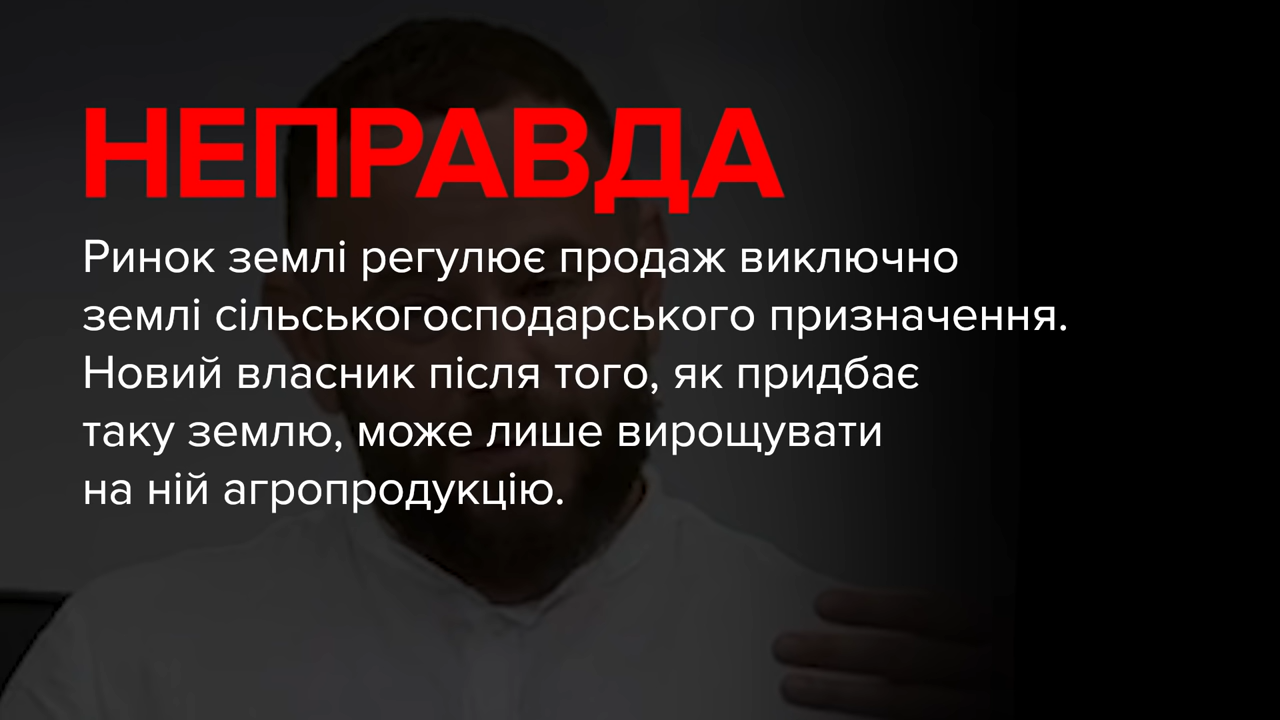 НЕПРАВДА
Ринок землі регулює продаж виключно
землі сільськогосподарського призначення.
Новий власник після того, як придбає
таку землю, може лише вирощувати
на ній агропродукцію.